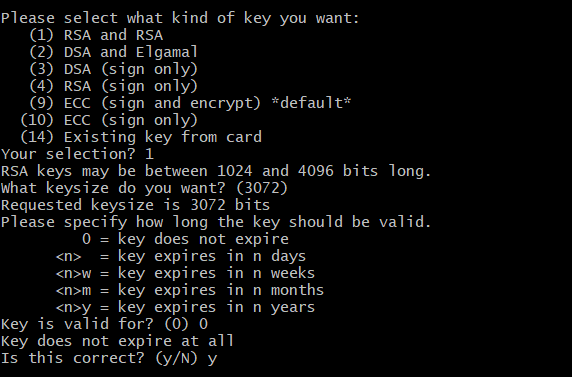 Please select what kind of key you want:
   (1) RSA and RSA
   (2) DSA and Elgamal
   (3) DSA (sign only)
   (4) RSA (sign only)
   (9) ECC (sign and encrypt) *default*
  (10) ECC (sign only)
  (14) Existing key from card
Your selection? 1
RSA keys may be between 1024 and 4096 bits long.
What keysize do you want? (3072)
Requested keysize is 3072 bits
Please specify how long the key should be valid.
         0 = key does not expire
      <n>  = key expires in n days
      <n>w = key expires in n weeks
      <n>m = key expires in n months
      <n>y = key expires in n years
Key is valid for? (0) 0
Key does not expire at all
Is this correct? (y/N) y